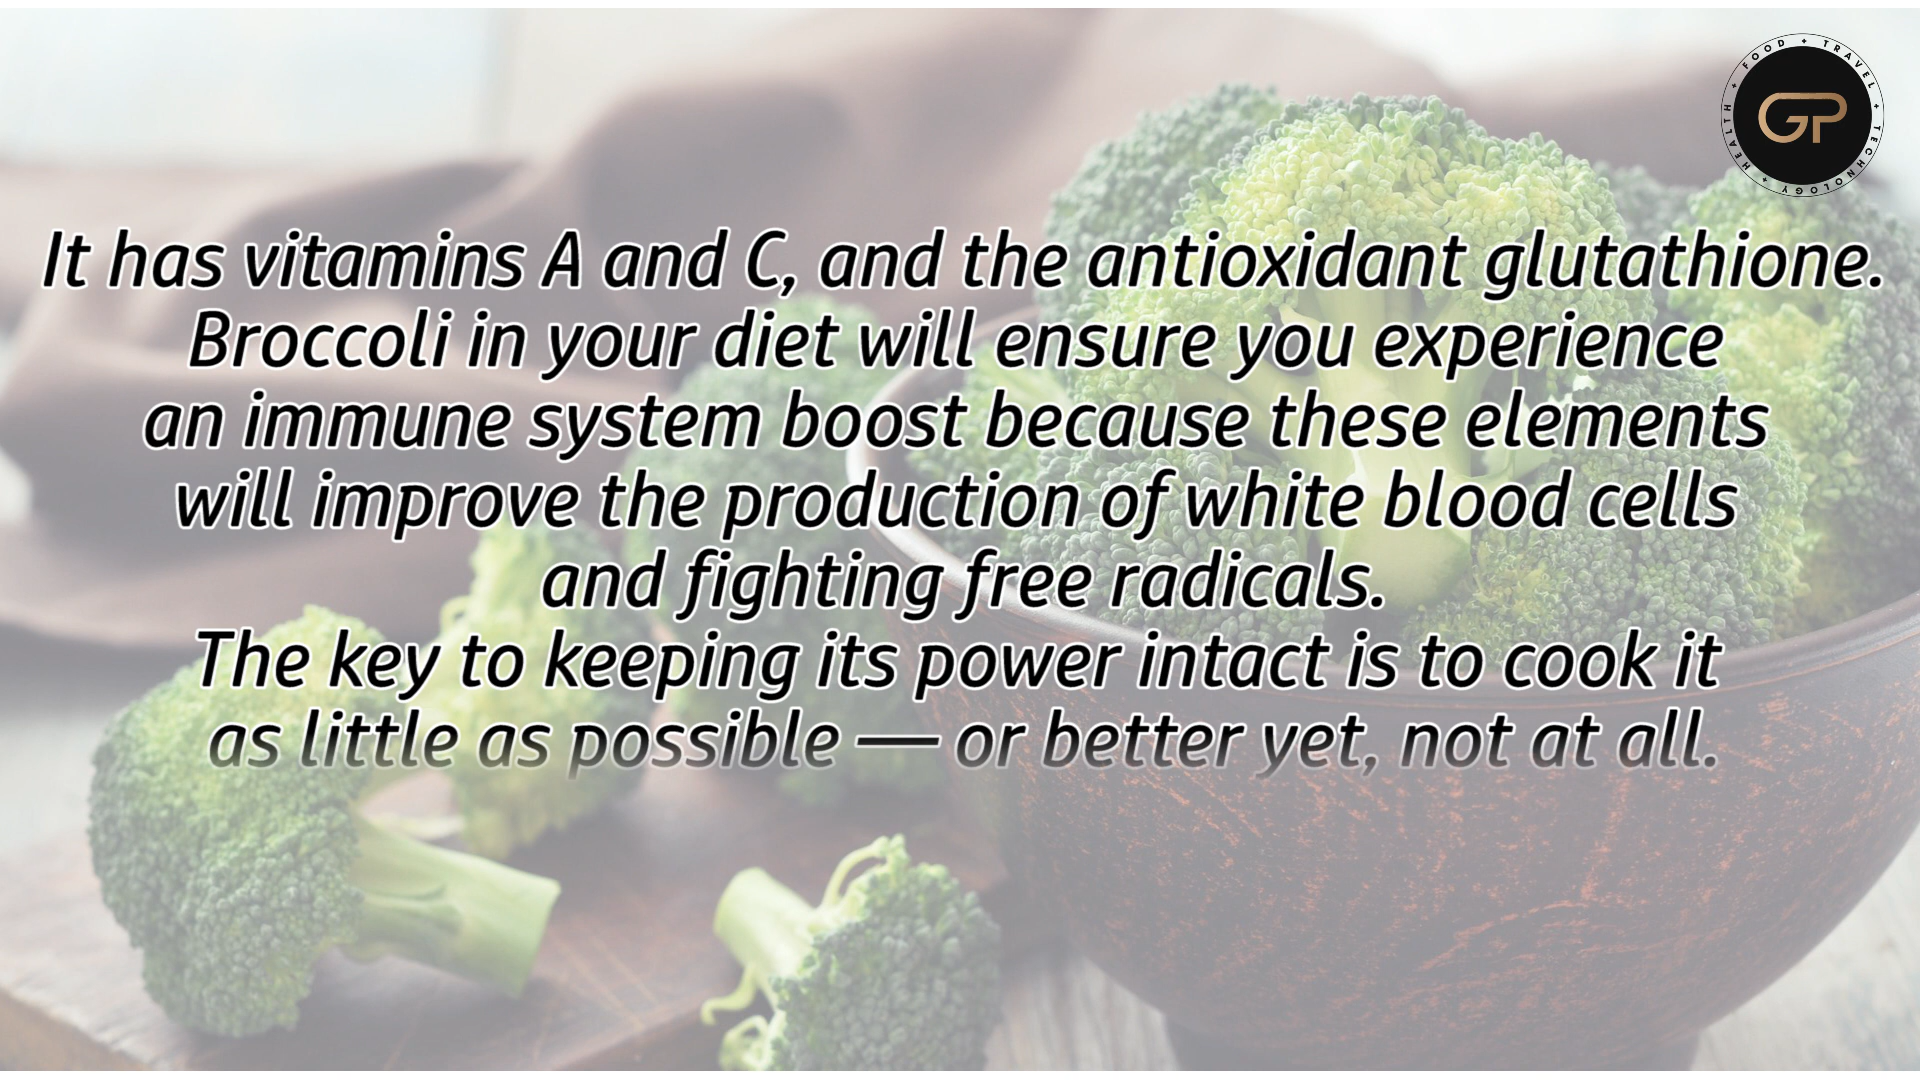 It has vitamins A and C, and the antioxidant glutathione.
Broccoli in your diet will ensure you experience
an immune system boost because these elements
will improve the production of white blood cells
and fighting free radicals.
The key to keeping its power intact is to cook it
as little as possible — or better yet, not at all.
HEALTH + FOOD + TRAVEL + TECHNOLOGY +
GP